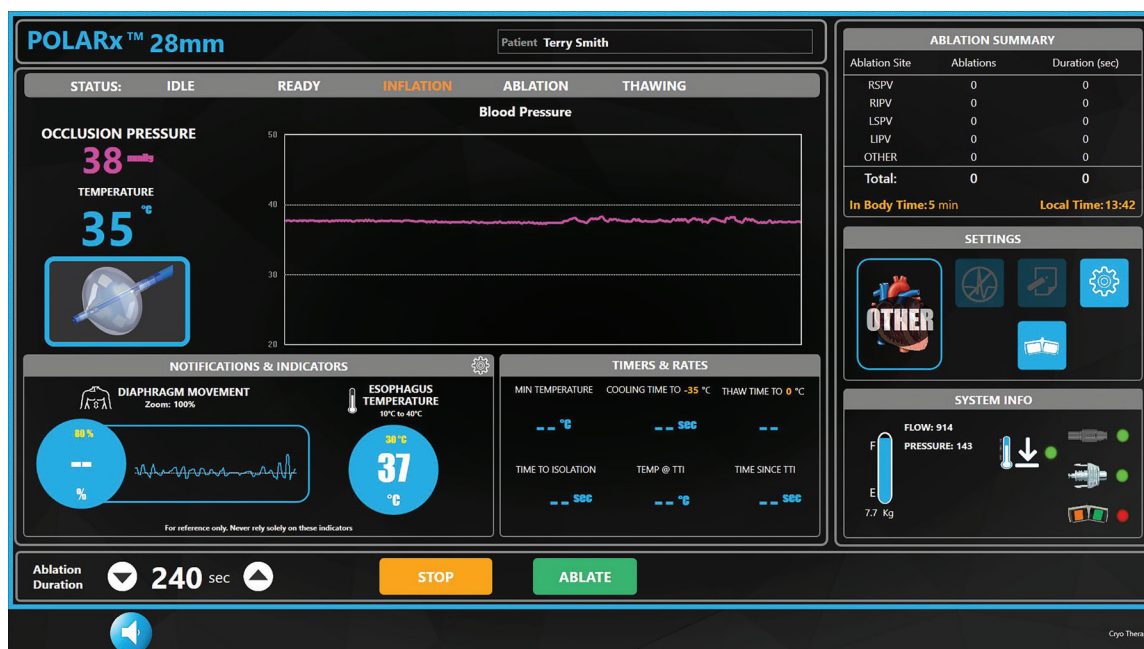 POLARx™ 28mm
Patient Terry Smith
STATUS: IDLE READY INFLATION ABLATION THAWING
Blood Pressure
OCCLUSION PRESSURE
38 mmHg
TEMPERATURE
35 °C
50
40
30
20
NOTIFICATIONS & INDICATORS
DIAPHRAGM MOVEMENT
Zoom: 100%
80 %
--
%
ESOPHAGUS
TEMPERATURE
10°C to 40°C
30 °C
37
°C
For reference only. Never rely solely on these indicators
TIMERS & RATES
MIN TEMPERATURE COOLING TIME TO -35 °C THAW TIME TO 0 °C
-- °C -- sec --
TIME TO ISOLATION TEMP @ TTI TIME SINCE TTI
-- sec -- °C -- sec
ABLATION SUMMARY
Ablation Site Ablations Duration (sec)
RSPV 0 0
RIPV 0 0
LSPV 0 0
LIPV 0 0
OTHER 0 0
Total: 0 0
In Body Time: 5 min Local Time: 13:42
SETTINGS
OTHER
SYSTEM INFO
F
E
7.7 Kg
FLOW: 914
PRESSURE: 143
Ablation
Duration
240 sec
STOP
ABLATE
Cryo Thera